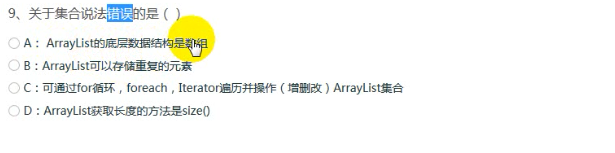 9、关于集合说法错误的是（ ）
A： ArrayList的底层数据结构是数组
B：ArrayList可以存储重复的元素
C：可通过for循环，foreach，Iterator遍历并操作（增删改）ArrayList集合
D：ArrayList获取长度的方法是size()